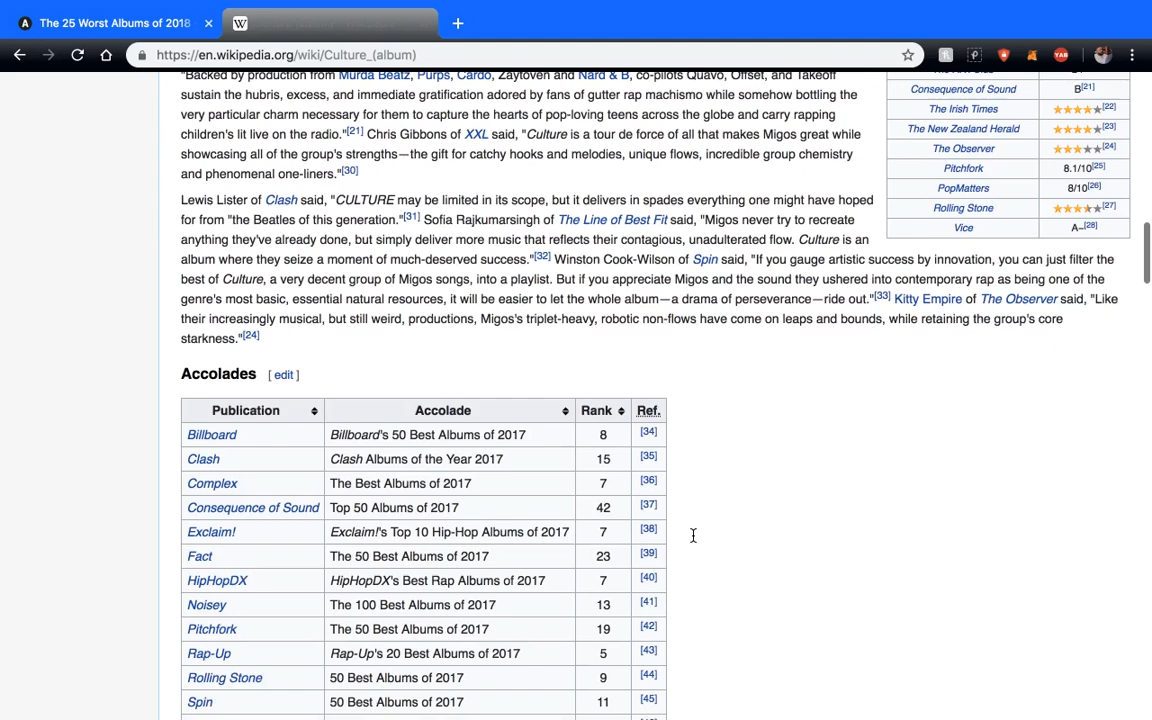 The 25 Worst Albums of 2018
https://en.wikipedia.org/wiki/Culture_(album)
YAB
"Backed by production from Murda Beatz, Purps, Cardo, Zaytoven and Nard & B, co-pilots Quavo, Offset, and Takeoff
sustain the hubris, excess, and immediate gratification adored by fans of gutter rap machismo while somehow bottling the
very particular charm necessary for them to capture the hearts of pop-loving teens across the globe and carry rapping
children's lit live on the radio."[21] Chris Gibbons of XXL said, "Culture is a tour de force of all that makes Migos great while
showcasing all of the group's strengths—the gift for catchy hooks and melodies, unique flows, incredible group chemistry
and phenomenal one-liners."[30]
Consequence of Sound B[21]
The Irish Times [22]
The New Zealand Herald [23]
The Observer [24]
Pitchfork 8.1/10[25]
PopMatters 8/10[26]
Rolling Stone [27]
Vice A–[28]
Lewis Lister of Clash said, "CULTURE may be limited in its scope, but it delivers in spades everything one might have hoped
for from "the Beatles of this generation."[31] Sofia Rajkumarsingh of The Line of Best Fit said, "Migos never try to recreate
anything they've already done, but simply deliver more music that reflects their contagious, unadulterated flow. Culture is an
album where they seize a moment of much-deserved success."[32] Winston Cook-Wilson of Spin said, "If you gauge artistic success by innovation, you can just filter the
best of Culture, a very decent group of Migos songs, into a playlist. But if you appreciate Migos and the sound they ushered into contemporary rap as being one of the
genre's most basic, essential natural resources, it will be easier to let the whole album—a drama of perseverance—ride out."[33] Kitty Empire of The Observer said, "Like
their increasingly musical, but still weird, productions, Migos's triplet-heavy, robotic non-flows have come on leaps and bounds, while retaining the group's core
starkness."[24]
Accolades [ edit ]
Publication Accolade Rank Ref.
Billboard Billboard's 50 Best Albums of 2017 8 [34]
Clash Clash Albums of the Year 2017 15 [35]
Complex The Best Albums of 2017 7 [36]
Consequence of Sound Top 50 Albums of 2017 42 [37]
Exclaim! Exclaim!'s Top 10 Hip-Hop Albums of 2017 7 [38]
Fact The 50 Best Albums of 2017 23 [39]
HipHopDX HipHopDX's Best Rap Albums of 2017 7 [40]
Noisey The 100 Best Albums of 2017 13 [41]
Pitchfork The 50 Best Albums of 2017 19 [42]
Rap-Up Rap-Up's 20 Best Albums of 2017 5 [43]
Rolling Stone 50 Best Albums of 2017 9 [44]
Spin 50 Best Albums of 2017 11 [45]